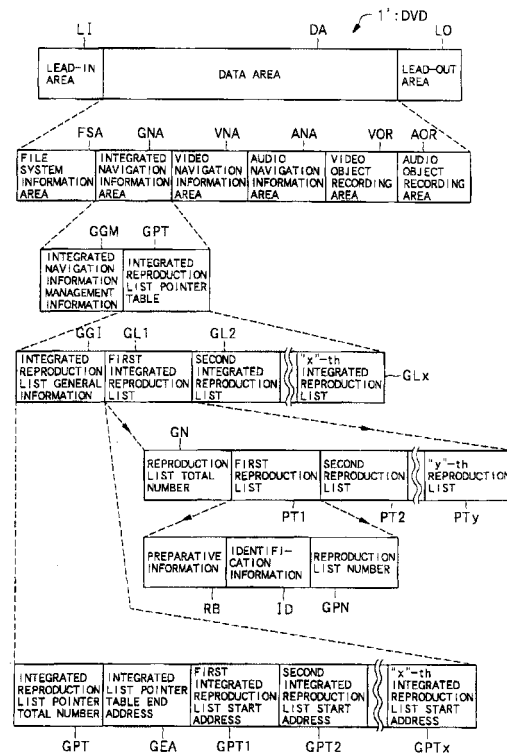 1':DVD
LI
DA
LO
LEAD-IN
AREA
DATA AREA
LEAD-OUT
AREA
FSA
GNA
VNA
ANA
VOR
AOR
FILE
SYSTEM
INFORMATION
AREA
INTEGRATED
NAVIGATION
INFORMATION
AREA
VIDEO
NAVIGATION
INFORMATION
AREA
AUDIO
NAVIGATION
INFORMATION
AREA
VIDEO
OBJECT
RECORDING
AREA
AUDIO
OBJECT
RECORDING
AREA
GGM
GPT
INTEGRATED
NAVIGATION
INFORMATION
MANAGEMENT
INFORMATION
INTEGRATED
REPRODUCTION
LIST POINTER
TABLE
GGI
GL1
GL2
INTEGRATED
REPRODUCTION
LIST GENERAL
INFORMATION
FIRST
INTEGRATED
REPRODUCTION
LIST
SECOND
INTEGRATED
REPRODUCTION
LIST
"x"-th
INTEGRATED
REPRODUCTION
LIST
GLx
GN
REPRODUCTION
LIST TOTAL
NUMBER
FIRST
REPRODUCTION
LIST
SECOND
REPRODUCTION
LIST
"y"-th
REPRODUCTION
LIST
PT1
PT2
PTy
PREPARATIVE
INFORMATION
IDENTIFI-
CATION
INFORMATION
REPRODUCTION
LIST NUMBER
RB
ID
GPN
INTEGRATED
REPRODUCTION
LIST POINTER
TOTAL NUMBER
INTEGRATED
LIST POINTER
TABLE END
ADDRESS
FIRST
INTEGRATED
REPRODUCTION
LIST START
ADDRESS
SECOND
INTEGRATED
REPRODUCTION
LIST START
ADDRESS
"x"-th
INTEGRATED
REPRODUCTION
LIST START
ADDRESS
GPT
GEA
GPT1
GPT2
GPTx